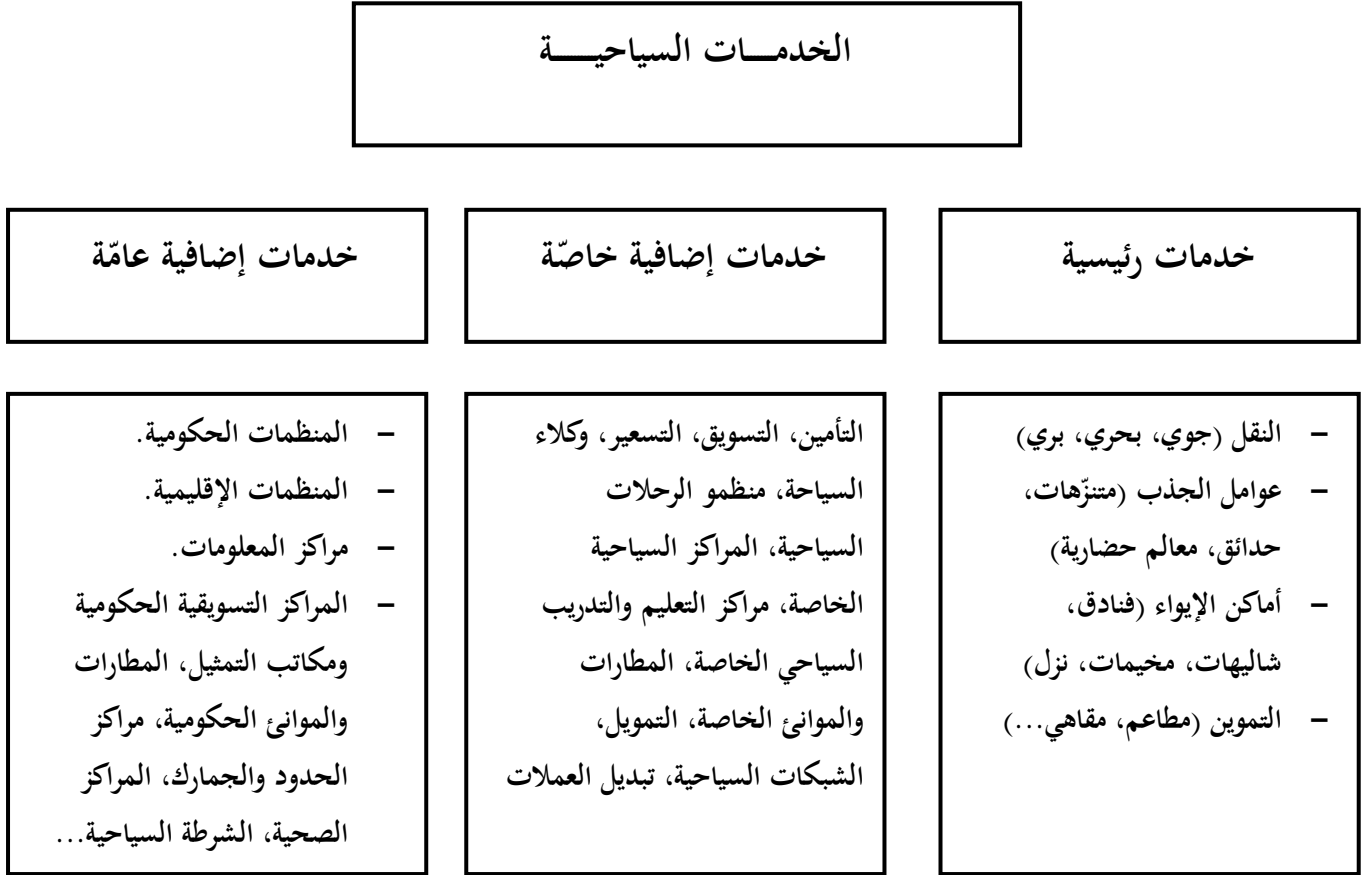 الخدمـــات السياحيــــة
خدمات رئيسية
خدمات إضافية خاصّة
خدمات إضافية عامّة
– النقل (جوي، بحري، بري)
– عوامل الجذب (متنزّهات،
حدائق، معالم حضارية)
– أماكن الإيواء (فنادق،
شاليهات، مخيمات، نزل)
– التموين (مطاعم، مقاهي...)
التأمين، التسويق، التسعير، وكلاء
السياحة، منظمو الرحلات
السياحية، المراكز السياحية
الخاصة، مراكز التعليم والتدريب
السياحي الخاصة، المطارات
والموانئ الخاصة، التمويل،
الشبكات السياحية، تبديل العملات
– المنظمات الحكومية.
– المنظمات الإقليمية.
– مراكز المعلومات.
– المراكز التسويقية الحكومية
ومكاتب التمثيل، المطارات
والموانئ الحكومية، مراكز
الحدود والجمارك، المراكز
الصحية، الشرطة السياحية...